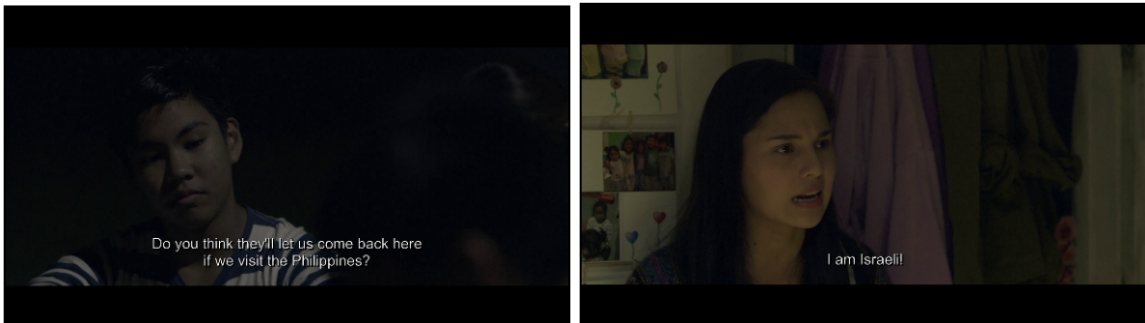 Do you think they'll let us come back here
if we visit the Philippines?
I am Israeli!